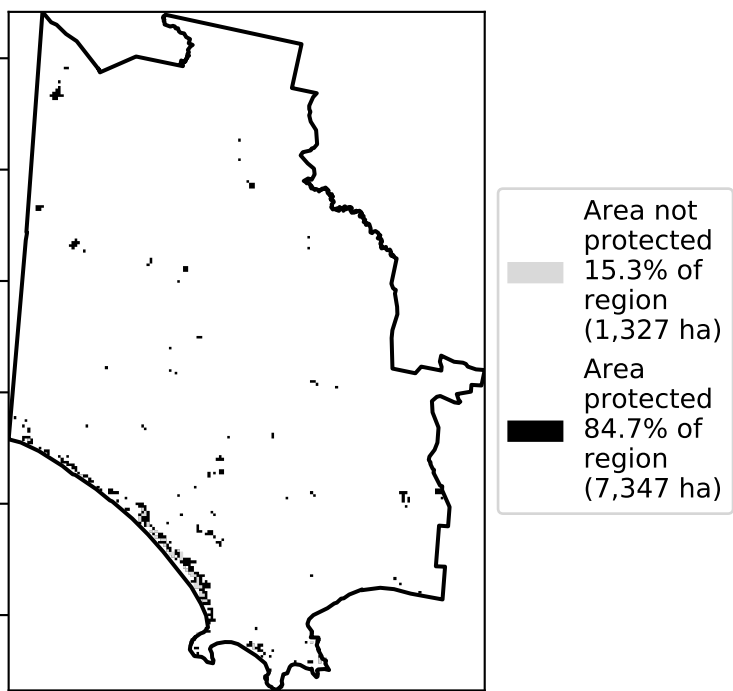 Area not
protected
15.3% of
region
(1,327 ha)
Area
protected
84.7% of
region
(7,347 ha)